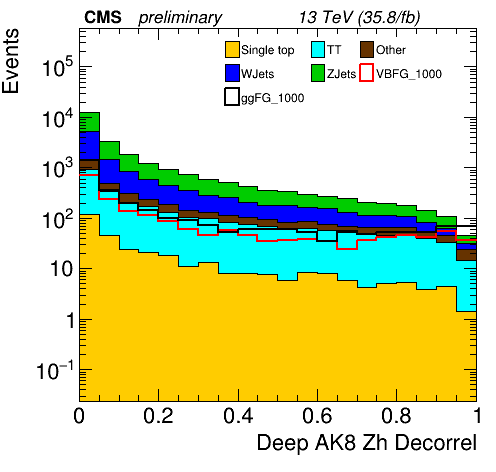 CMS preliminary 13 TeV (35.8/fb)
Events
Single top TT Other
WJets ZJets VBFG_1000
ggFG_1000
10^5
10^4
10^3
10^2
10
1
10^−1
0 0.2 0.4 0.6 0.8 1
Deep AK8 Zh Decorrel